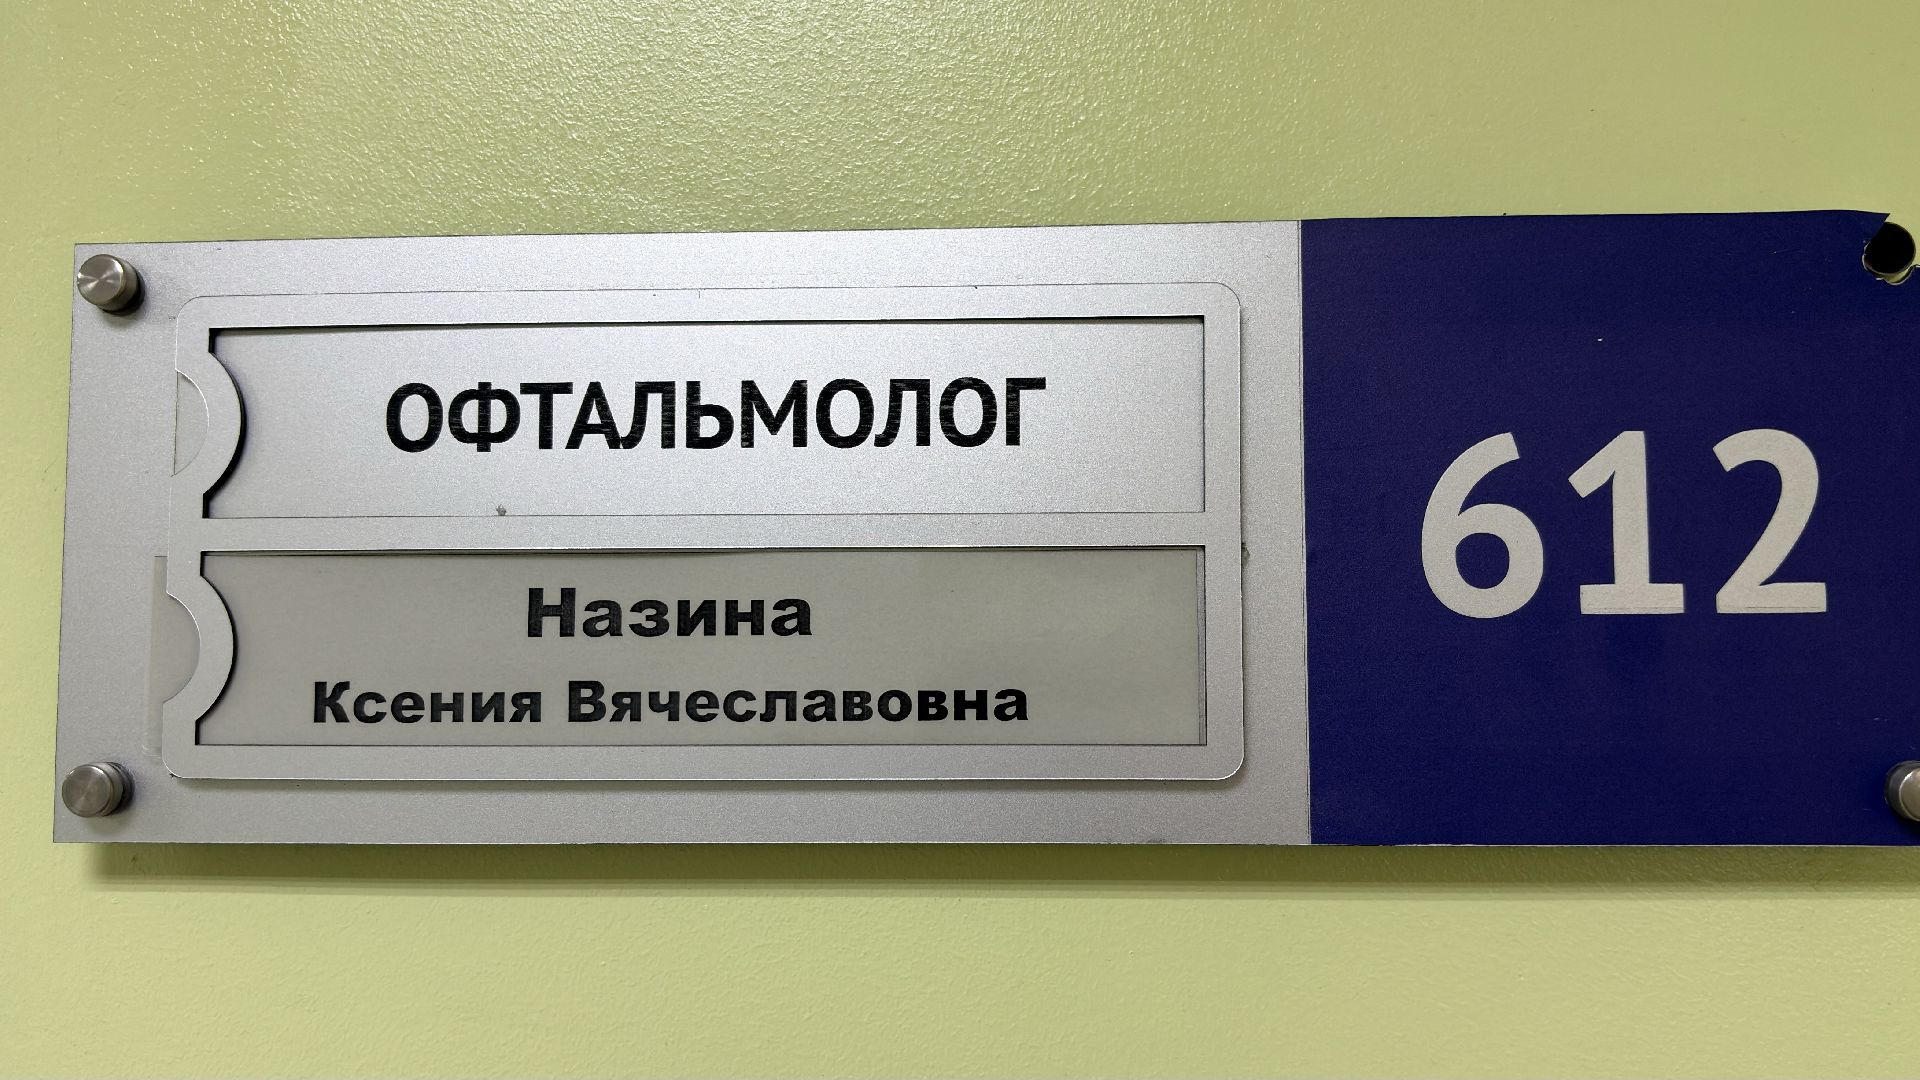 ОФТАЛЬМОЛОГ
Назина
Ксения Вячеславовна
612